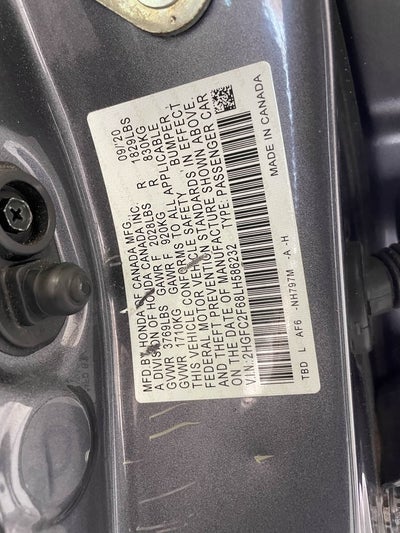 MFD. BY HONDA OF CANADA MFG. 09/'20
A DIVISION OF HONDA CANADA INC.
GVWR 3769LBS GAWR F 2028LBS R 1829LBS
GVWR 1710KG GAWR F 920KG R 830KG
THIS VEHICLE CONFORMS TO ALL APPLICABLE
FEDERAL MOTOR VEHICLE SAFETY, BUMPER,
AND THEFT PREVENTION STANDARDS IN EFFECT
ON THE DATE OF MANUFACTURE SHOWN ABOVE.
V.I.N: 2HGFC2F68LH586232 TYPE: PASSENGER CAR
TBD L AF6 -NH797M -A -H MADE IN CANADA